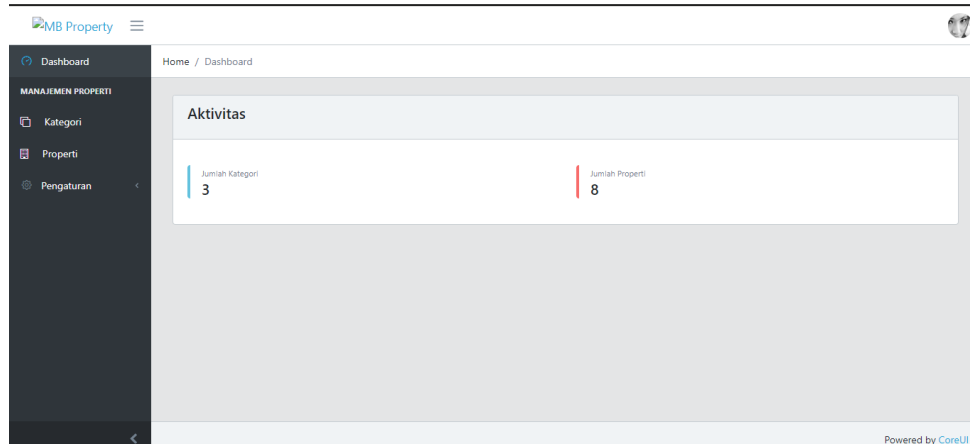 MB Property
Dashboard
Home / Dashboard
MANAJEMEN PROPERTI
Kategori
Properti
Pengaturan
Aktivitas
Jumlah Kategori
3
Jumlah Properti
8
Powered by CoreUI